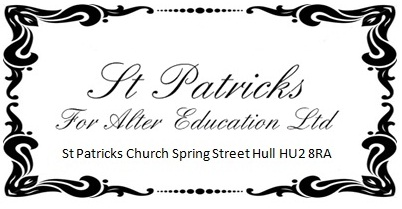 St Patricks
For Alter Education Ltd
St Patricks Church Spring Street Hull HU2 8RA